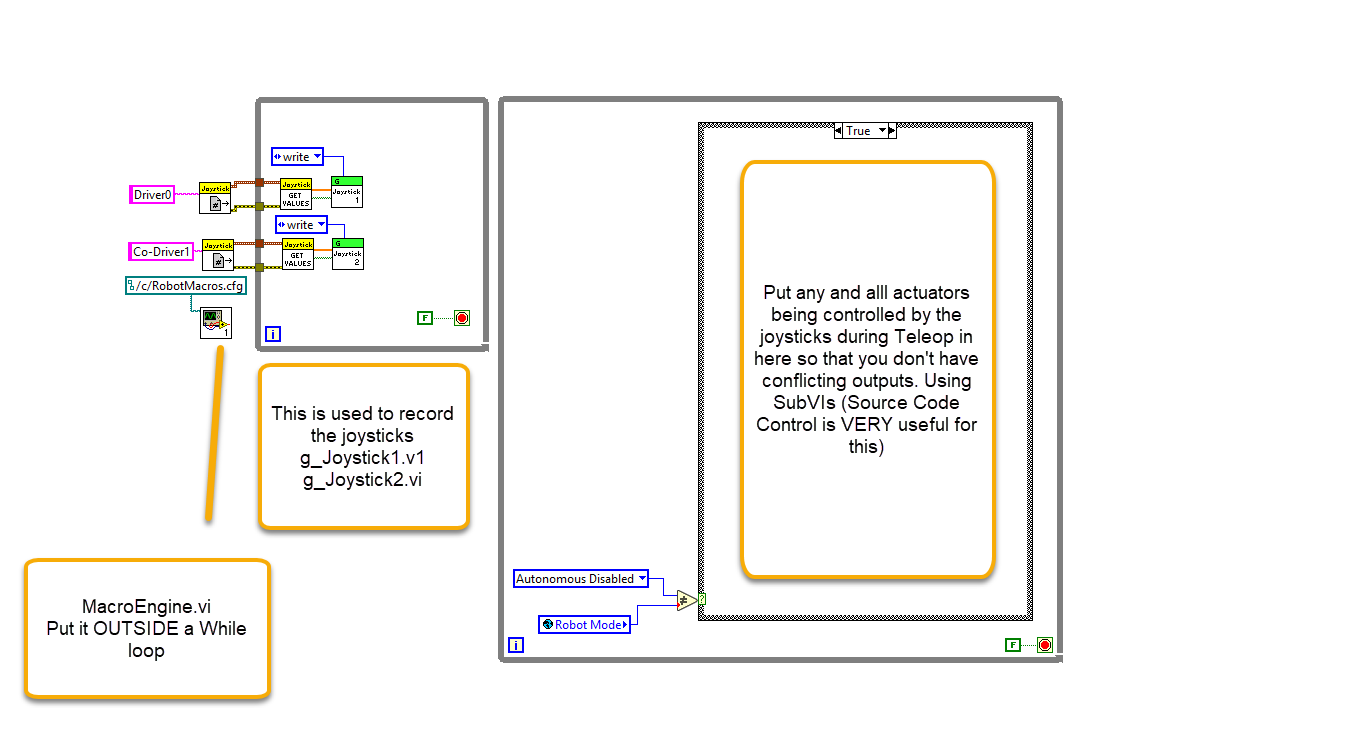 True
write
Driver0
Joystick
#
Joystick
GET
VALUES
G
Joystick
1
write
Co-Driver1
Joystick
#
Joystick
GET
VALUES
G
Joystick
2
/c/RobotMacros.cfg
1
F
i
Put any and alll actuators
being controlled by the
joysticks during Teleop in
here so that you don't have
conflicting outputs. Using
SubVIs (Source Code
Control is VERY useful for
this)
This is used to record
the joysticks
g_Joystick1.v1
g_Joystick2.vi
MacroEngine.vi
Put it OUTSIDE a While
loop
Autonomous Disabled
≠
?
Robot Mode
i
F